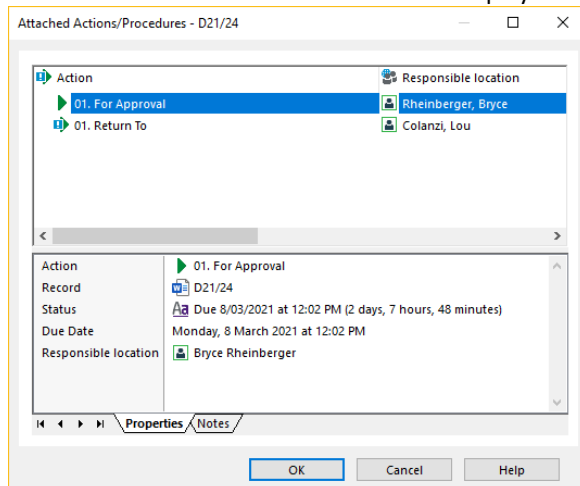 Attached Actions/Procedures - D21/24
Action Responsible location
01. For Approval Rheinberger, Bryce
01. Return To Colanzi, Lou
Action 01. For Approval
Record D21/24
Status Due 8/03/2021 at 12:02 PM (2 days, 7 hours, 48 minutes)
Due Date Monday, 8 March 2021 at 12:02 PM
Responsible location Bryce Rheinberger
Properties Notes
OK Cancel Help